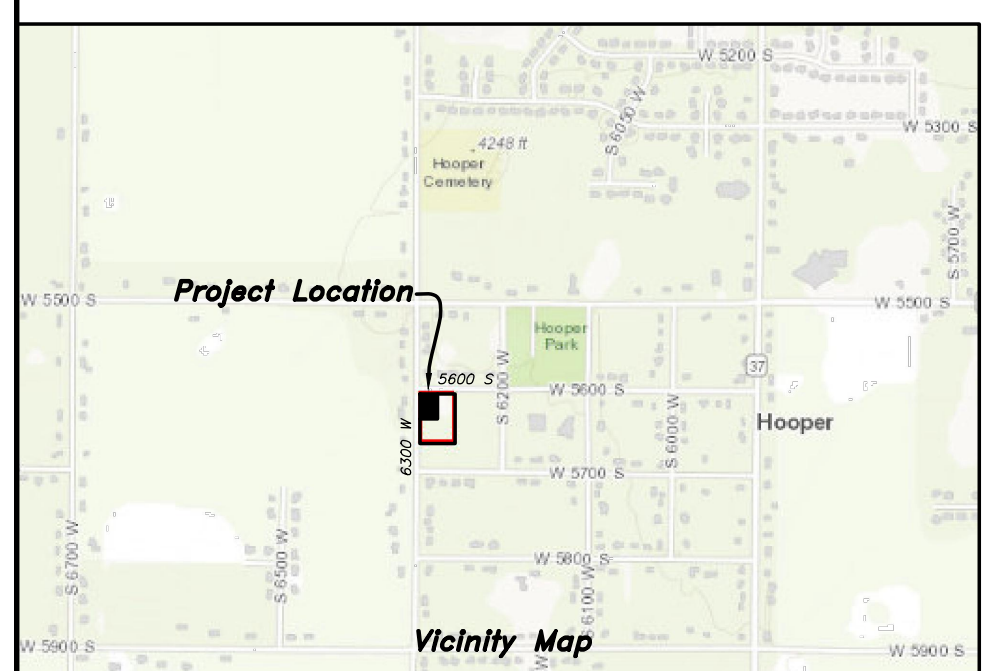 W 5200 S
W 5300 S
S 6050 W
4248 ft
Hooper
Cemetery
S 5700 W
Project Location
W 5500 S
W 5500 S
Hooper
Park
S 6200 W
37
5600 S
W 5600 S
6300 W
S 6000 W
Hooper
W 5700 S
S 6700 W
S 6500 W
W 5800 S
S 6100 W
Vicinity Map
W 5900 S
W 5900 S
W